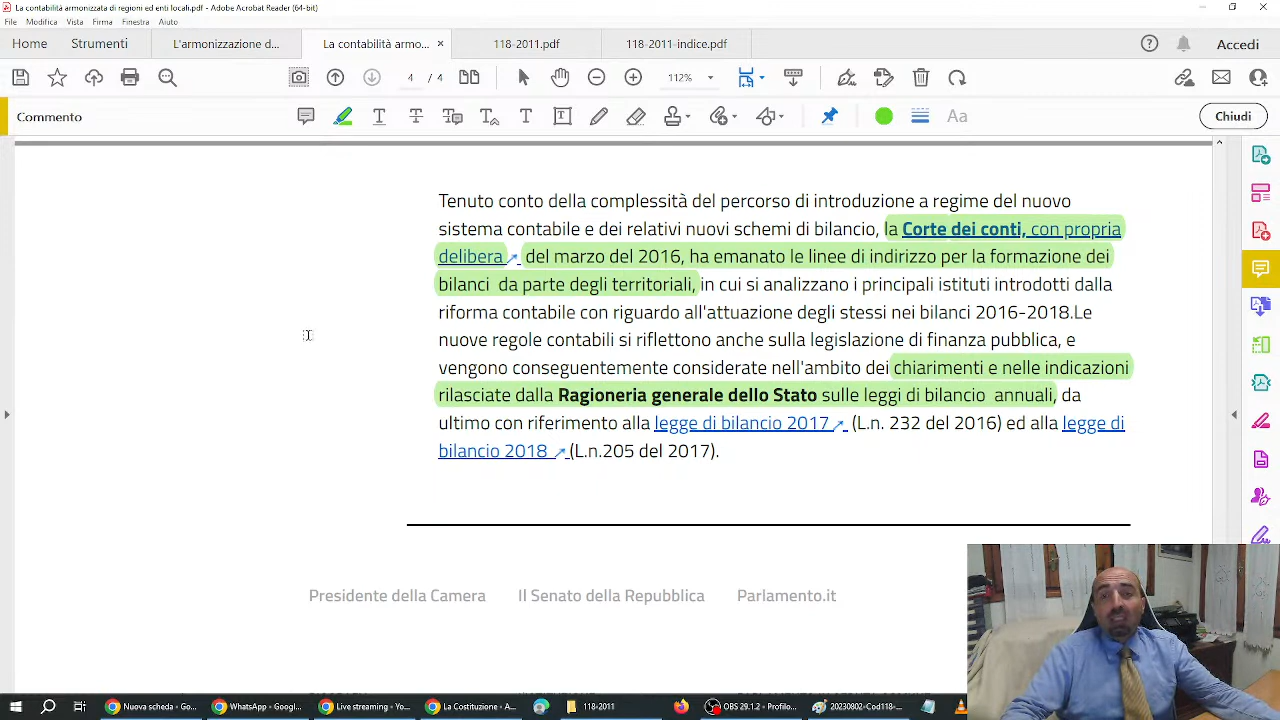 La contabilità armonizzata di regioni ed enti locali.pdf - Adobe Acrobat Reader (64-bit)
File Modifica Vista Firma Finestra Aiuto
Home Strumenti L'armonizzazione d... La contabilità armo... × 118-2011.pdf 118-2011-indice.pdf Accedi
4 / 4 112%
Commento Aa Chiudi
Tenuto conto della complessità del percorso di introduzione a regime del nuovo
sistema contabile e dei relativi nuovi schemi di bilancio, la Corte dei conti, con propria
delibera del marzo del 2016, ha emanato le linee di indirizzo per la formazione dei
bilanci da parte degli territoriali, in cui si analizzano i principali istituti introdotti dalla
riforma contabile con riguardo all'attuazione degli stessi nei bilanci 2016-2018.Le
nuove regole contabili si riflettono anche sulla legislazione di finanza pubblica, e
vengono conseguentemente considerate nell'ambito dei chiarimenti e nelle indicazioni
rilasciate dalla Ragioneria generale dello Stato sulle leggi di bilancio annuali, da
ultimo con riferimento alla legge di bilancio 2017 (L.n. 232 del 2016) ed alla legge di
bilancio 2018 (L.n.205 del 2017).
Presidente della Camera Il Senato della Repubblica Parlamento.it
Nuova scheda - Go... WhatsApp - Googl... Live streaming - Yo... La Costituzione - A... 118-2011 OBS 29.1.2 - Profile... 20230802-Cod118-...